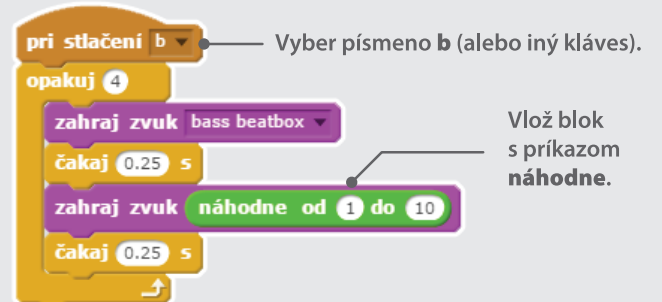 pri stlačení b
Vyber písmeno b (alebo iný kláves).
opakuj 4
zahraj zvuk bass beatbox
čakaj 0.25 s
zahraj zvuk náhodne od 1 do 10
čakaj 0.25 s
Vlož blok
s príkazom
náhodne.